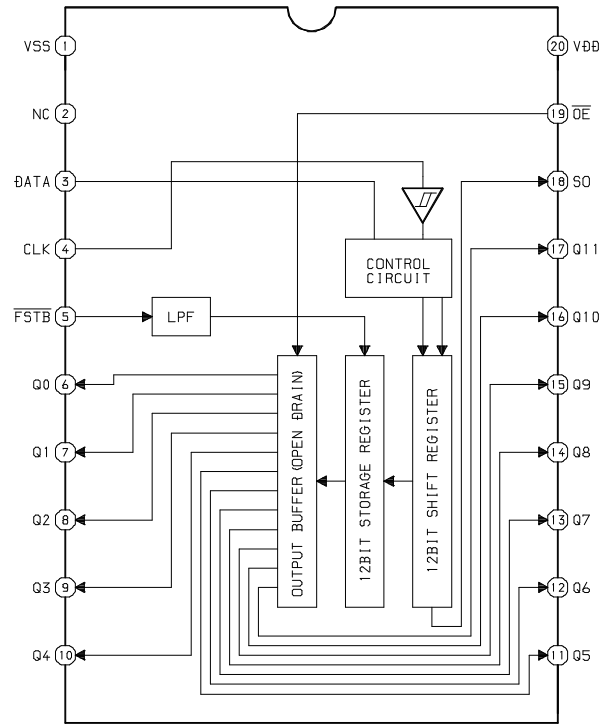 VSS 1
20 VDD
NC 2
19 OE
DATA 3
18 SO
CLK 4
17 Q11
CONTROL
CIRCUIT
FSTB 5
LPF
16 Q10
Q0 6
15 Q9
Q1 7
14 Q8
Q2 8
13 Q7
Q3 9
12 Q6
Q4 10
11 Q5
OUTPUT BUFFER (OPEN DRAIN)
12BIT STORAGE REGISTER
12BIT SHIFT REGISTER